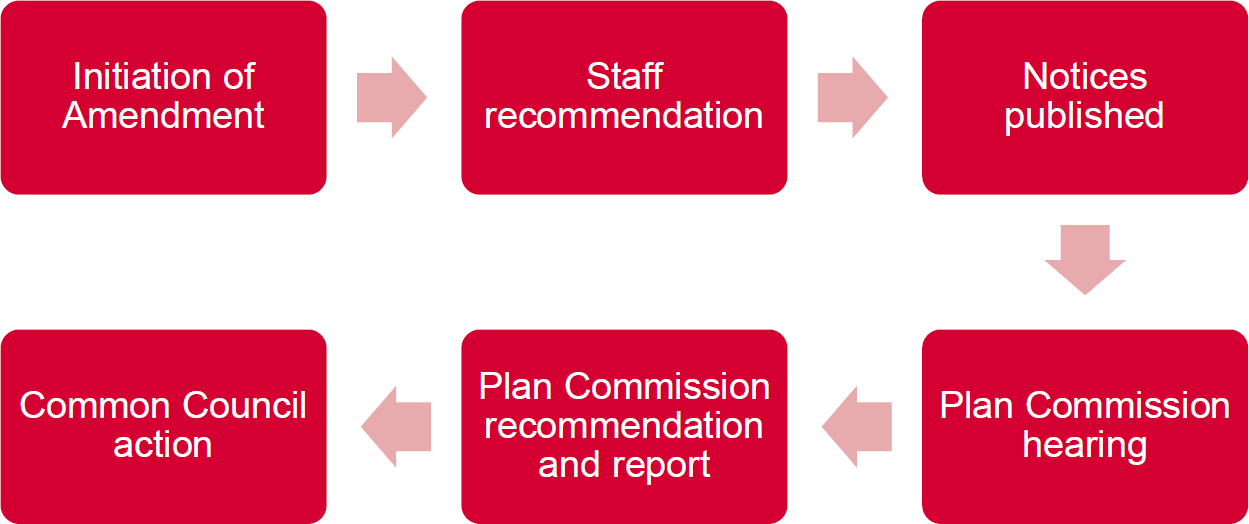 Initiation of
Amendment
Staff
recommendation
Notices
published
Plan Commission
hearing
Plan Commission
recommendation
and report
Common Council
action